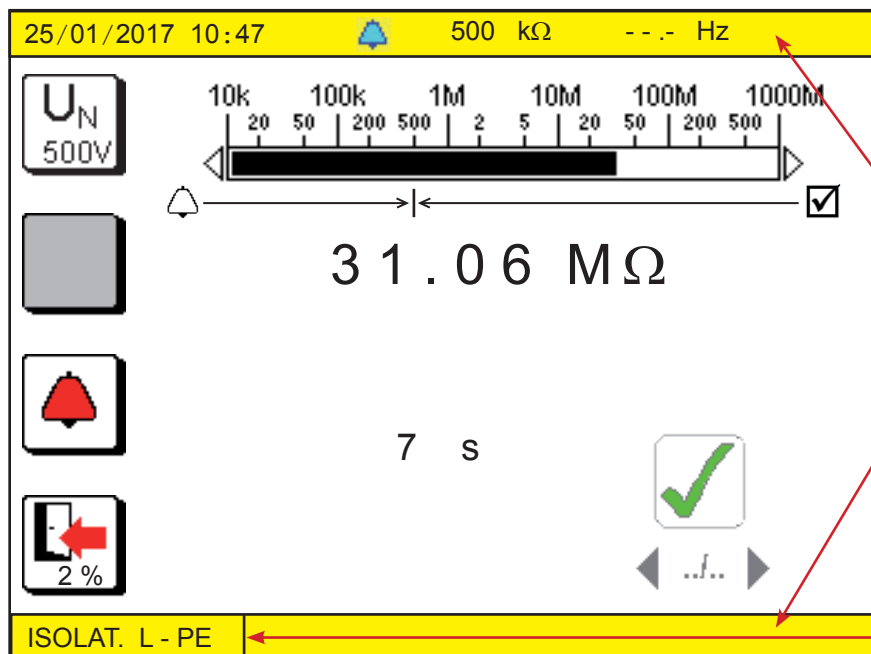 25/01/2017 10:47 500 kΩ - - .- Hz
UN
500V
10k 100k 1M 10M 100M 1000M
20 50 200 500 2 5 20 50 200 500
31.06 MΩ
7 s
2 %
../..
ISOLAT. L - PE